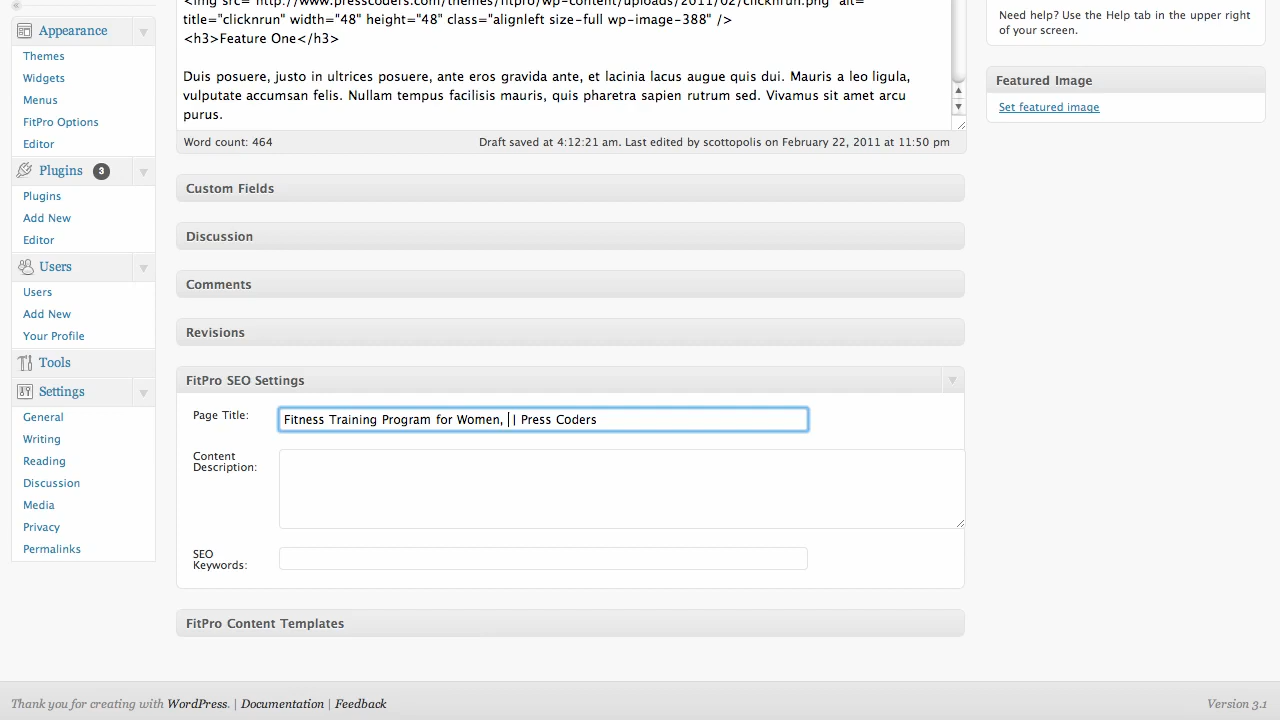 Appearance
Themes
Widgets
Menus
FitPro Options
Editor
Plugins 3
Plugins
Add New
Editor
Users
Users
Add New
Your Profile
Tools
Settings
General
Writing
Reading
Discussion
Media
Privacy
Permalinks
<img src="http://www.presscoders.com/themes/fitpro/wp-content/uploads/2011/02/clicknrun.png" alt=
title="clicknrun" width="48" height="48" class="alignleft size-full wp-image-388" />
<h3>Feature One</h3>
Duis posuere, justo in ultrices posuere, ante eros gravida ante, et lacinia lacus augue quis dui. Mauris a leo ligula,
vulputate accumsan felis. Nullam tempus facilisis mauris, quis pharetra sapien rutrum sed. Vivamus sit amet arcu
purus.
Word count: 464
Draft saved at 4:12:21 am. Last edited by scottopolis on February 22, 2011 at 11:50 pm
Custom Fields
Discussion
Comments
Revisions
FitPro SEO Settings
Page Title:
Fitness Training Program for Women, | Press Coders
Content
Description:
SEO
Keywords:
FitPro Content Templates
Need help? Use the Help tab in the upper right
of your screen.
Featured Image
Set featured image
Thank you for creating with WordPress. | Documentation | Feedback
Version 3.1